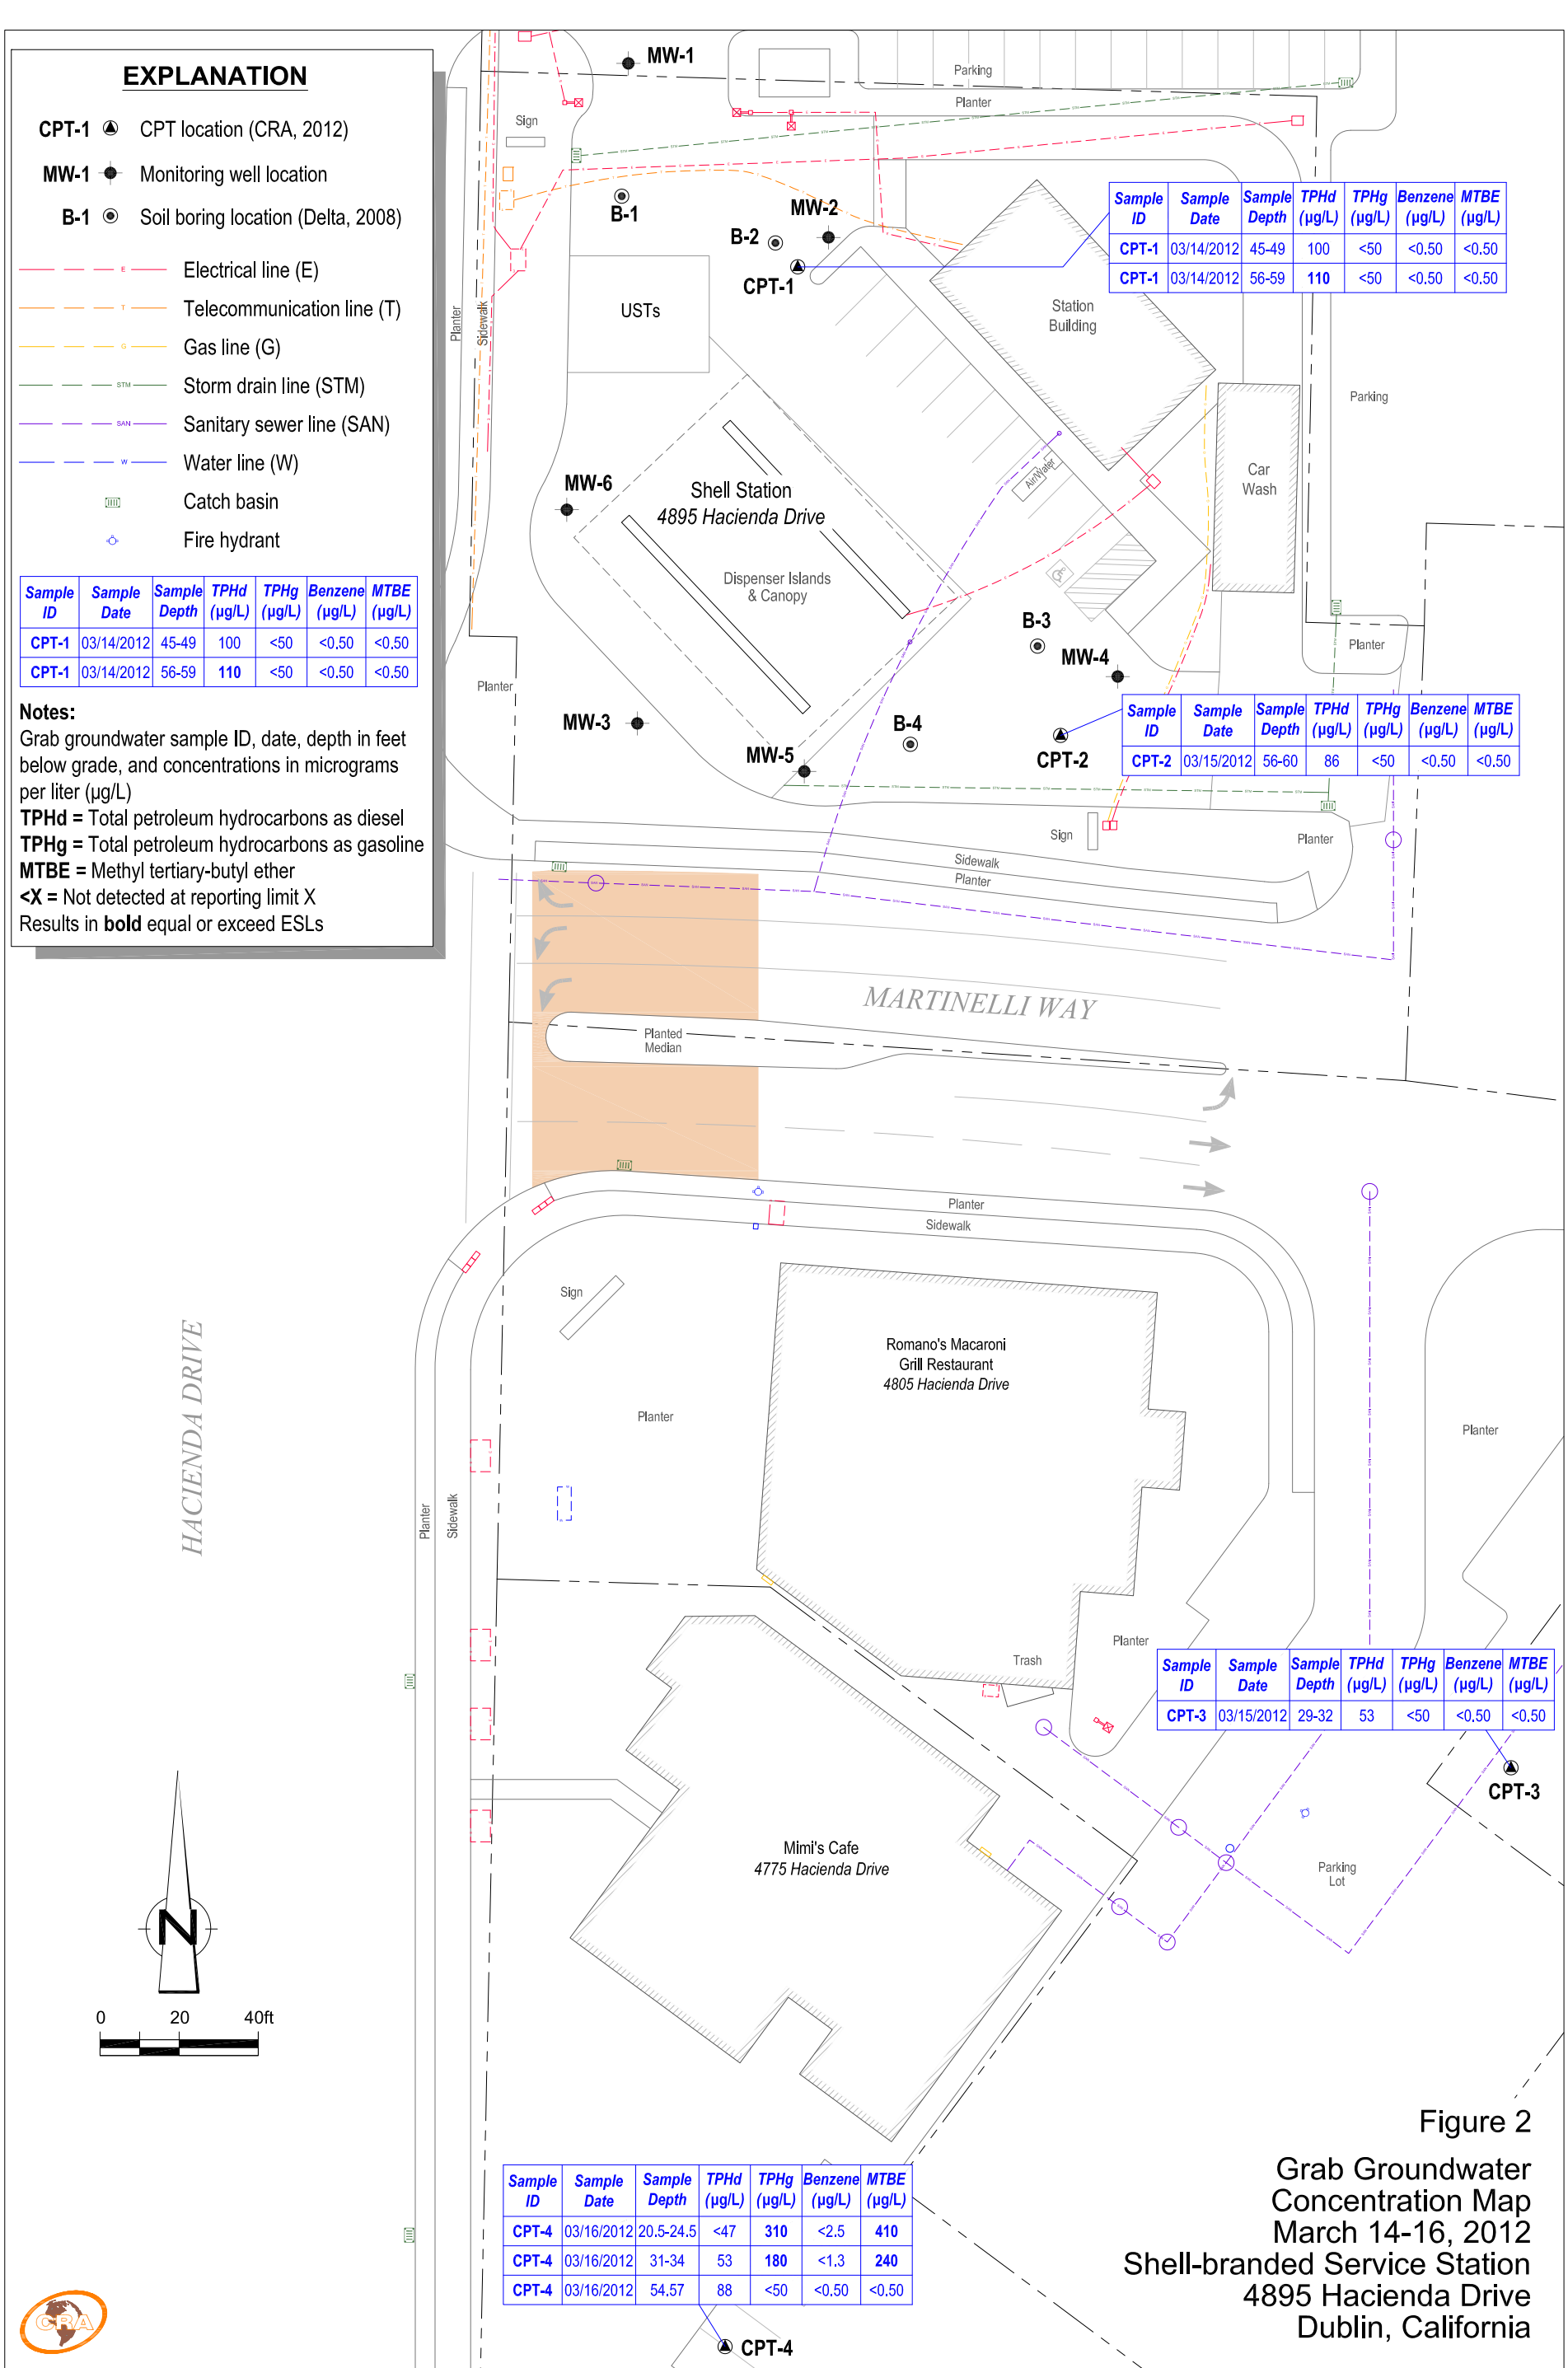 EXPLANATION
CPT-1 CPT location (CRA, 2012)
MW-1 Monitoring well location
B-1 Soil boring location (Delta, 2008)
E Electrical line (E)
T Telecommunication line (T)
G Gas line (G)
STM Storm drain line (STM)
SAN Sanitary sewer line (SAN)
W Water line (W)
Catch basin
Fire hydrant
Sample ID Sample Date Sample Depth TPHd (µg/L) TPHg (µg/L) Benzene (µg/L) MTBE (µg/L)
CPT-1 03/14/2012 45-49 100 <50 <0.50 <0.50
CPT-1 03/14/2012 56-59 110 <50 <0.50 <0.50
Notes:
Grab groundwater sample ID, date, depth in feet
below grade, and concentrations in micrograms
per liter (µg/L)
TPHd = Total petroleum hydrocarbons as diesel
TPHg = Total petroleum hydrocarbons as gasoline
MTBE = Methyl tertiary-butyl ether
<X = Not detected at reporting limit X
Results in bold equal or exceed ESLs
MW-1
Parking
Planter
Sign
B-1
MW-2
B-2
CPT-1
Sample ID Sample Date Sample Depth TPHd (µg/L) TPHg (µg/L) Benzene (µg/L) MTBE (µg/L)
CPT-1 03/14/2012 45-49 100 <50 <0.50 <0.50
CPT-1 03/14/2012 56-59 110 <50 <0.50 <0.50
USTs
Station
Building
Planter
Sidewalk
Parking
Car
Wash
Air/Water
MW-6
Shell Station
4895 Hacienda Drive
Dispenser Islands
& Canopy
B-3
MW-4
Planter
Planter
MW-3
MW-5
B-4
CPT-2
Sample ID Sample Date Sample Depth TPHd (µg/L) TPHg (µg/L) Benzene (µg/L) MTBE (µg/L)
CPT-2 03/15/2012 56-60 86 <50 <0.50 <0.50
Sign
Planter
Sidewalk
Planter
MARTINELLI WAY
Planted
Median
Planter
Sidewalk
Sign
Romano's Macaroni
Grill Restaurant
4805 Hacienda Drive
HACIENDA DRIVE
Planter
Planter
Planter
Sidewalk
Trash
Planter
Sample ID Sample Date Sample Depth TPHd (µg/L) TPHg (µg/L) Benzene (µg/L) MTBE (µg/L)
CPT-3 03/15/2012 29-32 53 <50 <0.50 <0.50
CPT-3
Mimi's Cafe
4775 Hacienda Drive
Parking
Lot
N
0 20 40ft
Sample ID Sample Date Sample Depth TPHd (µg/L) TPHg (µg/L) Benzene (µg/L) MTBE (µg/L)
CPT-4 03/16/2012 20.5-24.5 <47 310 <2.5 410
CPT-4 03/16/2012 31-34 53 180 <1.3 240
CPT-4 03/16/2012 54.57 88 <50 <0.50 <0.50
CPT-4
CRA
Figure 2
Grab Groundwater
Concentration Map
March 14-16, 2012
Shell-branded Service Station
4895 Hacienda Drive
Dublin, California